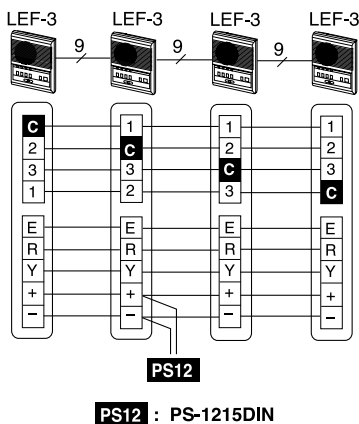 LEF-3 LEF-3 LEF-3 LEF-3
9 9 9
C 1 1 1
2 C 2 2
3 3 C 3
1 2 3 C
E E E E
R R R R
Y Y Y Y
+ + + +
− − − −
PS12
PS12 : PS-1215DIN